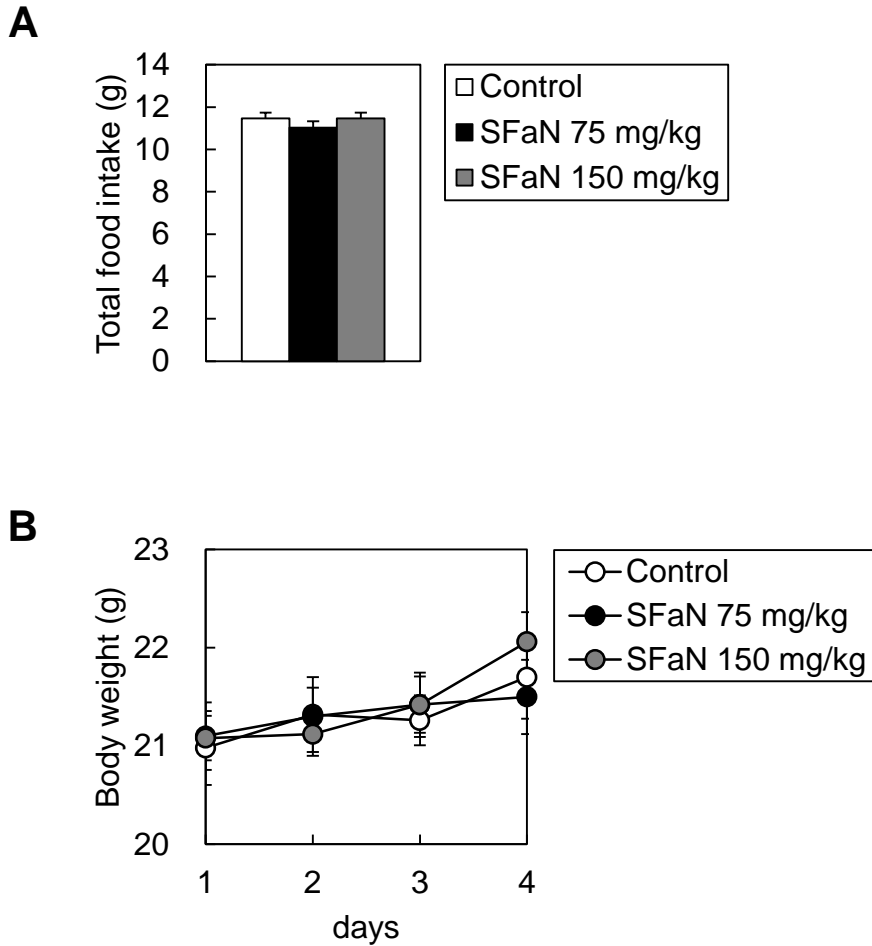 A
Total food intake (g)
14
12
10
8
6
4
2
0
Control
SFaN 75 mg/kg
SFaN 150 mg/kg
B
Body weight (g)
23
22
21
20
1 2 3 4
days
Control
SFaN 75 mg/kg
SFaN 150 mg/kg